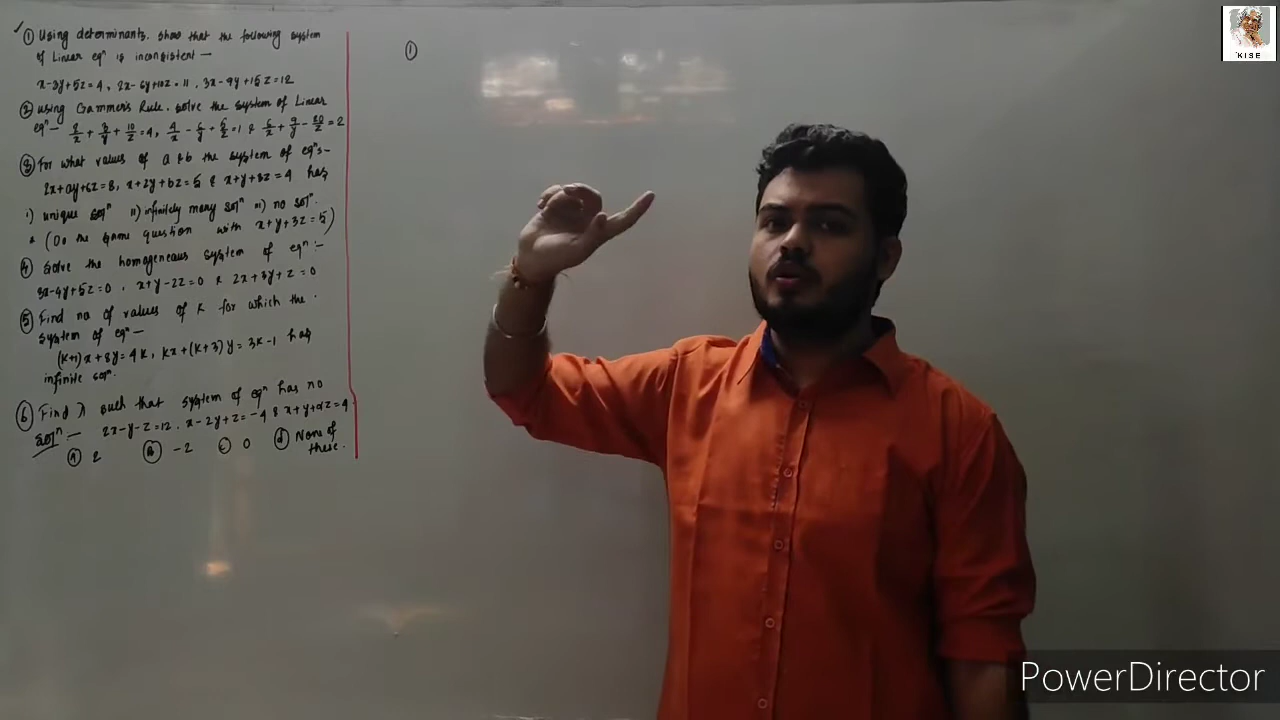 ① Using determinants, show that the following system
of Linear eqⁿ is inconsistent —
x-3y+5z=4, 2x-6y+10z=11, 3x-9y+15z=12
② Using Crammer's Rule, solve the system of Linear
eqⁿ— 2/x + 3/y + 10/z = 4, 4/x - 6/y + 5/z = 1 & 6/x + 9/y - 20/z = 2
③ For what values of a & b the system of eqⁿs-
2x+ay+6z=8, x+2y+bz=5 & x+y+3z=4 has
i) unique solⁿ ii) infinitely many solⁿ iii) no solⁿ.
* (Do the same question with x+y+3z=5)
④ Solve the homogeneous system of eqⁿ:-
3x-4y+5z=0, x+y-2z=0 & 2x+3y+z=0
⑤ Find no of values of k for which the
system of eqⁿ—
(k+1)x+8y=4k, kx+(k+3)y=3k-1 has
infinite solⁿ.
⑥ Find λ such that system of eqⁿ has no
solⁿ:— 2x-y-z=12, x-2y+z=-4 & x+y+λz=4
ⓐ 2 ⓑ -2 ⓒ 0 ⓓ None of
these.
①
KISE
PowerDirector